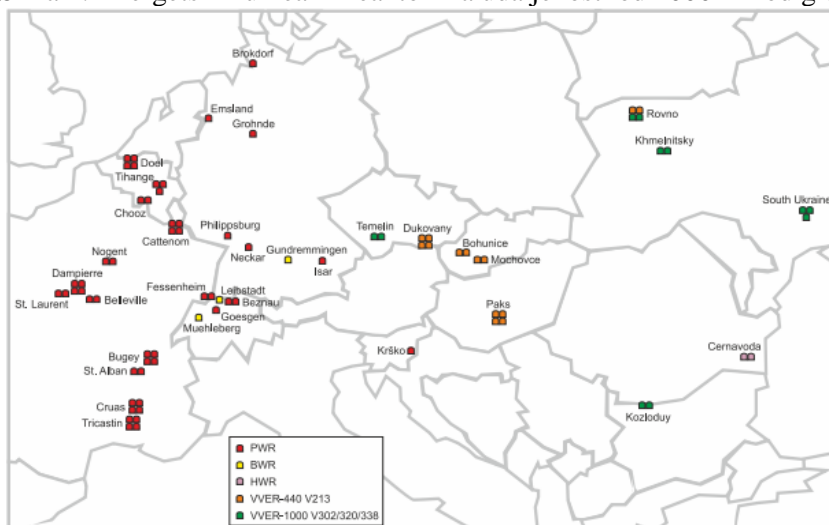 Brokdorf
Emsland
Grohnde
Rovno
Khmelnitsky
Doel
Tihange
Chooz
South Ukraine
Philippsburg
Temelin
Dukovany
Cattenom
Bohunice
Nogent
Neckar
Gundremmingen
Isar
Mochovce
Dampierre
Fessenheim
Leibstadt
St. Laurent
Belleville
Beznau
Goesgen
Paks
Muehleberg
Krško
Cernavoda
Bugey
St. Alban
Cruas
Kozloduy
Tricastin
PWR
BWR
HWR
VVER-440 V213
VVER-1000 V302/320/338